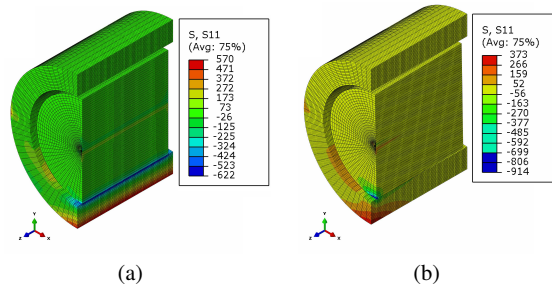 S, S11
(Avg: 75%)
570
471
372
272
173
73
-26
-125
-225
-324
-424
-523
-622
Y
Z
X
(a)
S, S11
(Avg: 75%)
373
266
159
52
-56
-163
-270
-377
-485
-592
-699
-806
-914
Y
Z
X
(b)